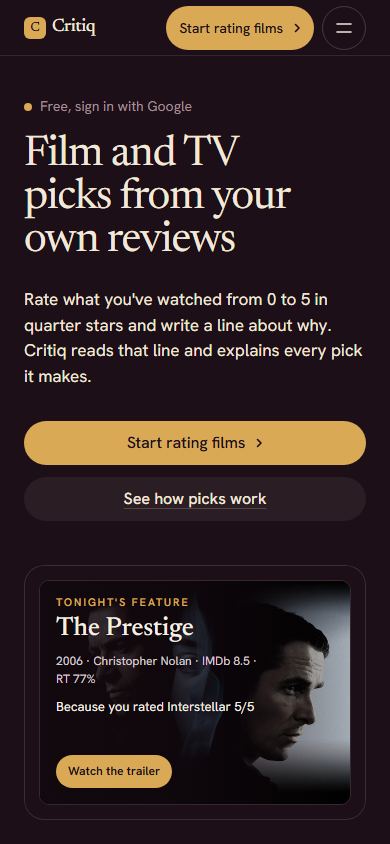 C Critiq
Start rating films
Free, sign in with Google
Film and TV
picks from your
own reviews
Rate what you've watched from 0 to 5 in
quarter stars and write a line about why.
Critiq reads that line and explains every pick
it makes.
Start rating films
See how picks work
TONIGHT'S FEATURE
The Prestige
2006 · Christopher Nolan · IMDb 8.5 ·
RT 77%
Because you rated Interstellar 5/5
Watch the trailer